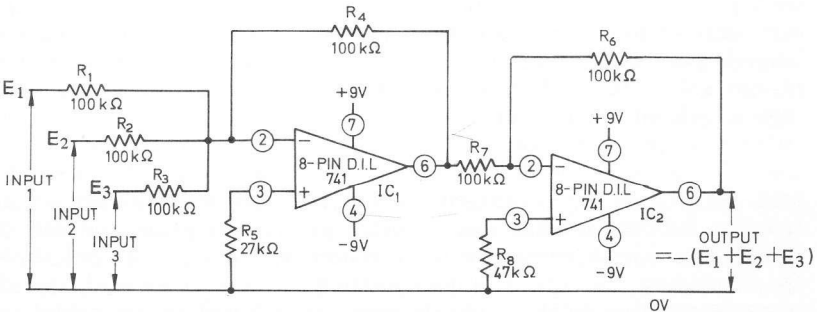 R4
100kΩ
R6
100kΩ
R1
100kΩ
E1
R2
100kΩ
E2
R3
100kΩ
E3
INPUT
1
INPUT
2
INPUT
3
+9V
7
2
−
8-PIN D.I.L
741
6
3
+
IC1
4
−9V
R5
27kΩ
R7
100kΩ
+9V
7
2
−
8-PIN D.I.L
741
6
3
+
IC2
4
−9V
R8
47kΩ
OUTPUT
=−(E1+E2+E3)
0V